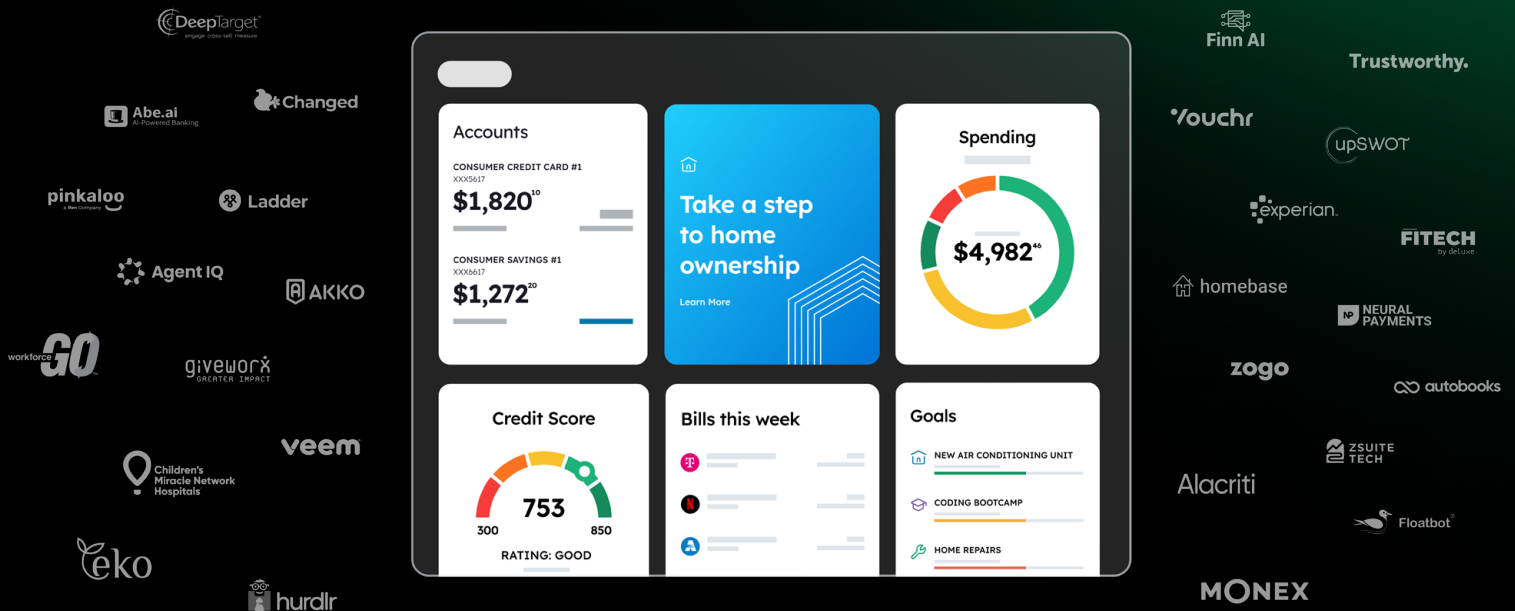 DeepTarget
engage cross-sell measure
Abe.ai
AI-Powered Banking
Changed
pinkaloo
a Ren Company
Ladder
Agent IQ
AKKO
workforce GO
giveworx
GREATER IMPACT
veem
Children's
Miracle Network
Hospitals
eko
hurdlr
Accounts
CONSUMER CREDIT CARD #1
XXX5617
$1,820 10
CONSUMER SAVINGS #1
XXX6617
$1,272 20
Take a step
to home
ownership
Learn More
Spending
$4,982 46
Credit Score
753
300
850
RATING: GOOD
Bills this week
T
N
Goals
NEW AIR CONDITIONING UNIT
CODING BOOTCAMP
HOME REPAIRS
Finn AI
Trustworthy.
Vouchr
upSWOT
experian.
FITECH
by deluxe
homebase
NP NEURAL
PAYMENTS
zogo
autobooks
ZSUITE
TECH
Alacriti
Floatbot
MONEX